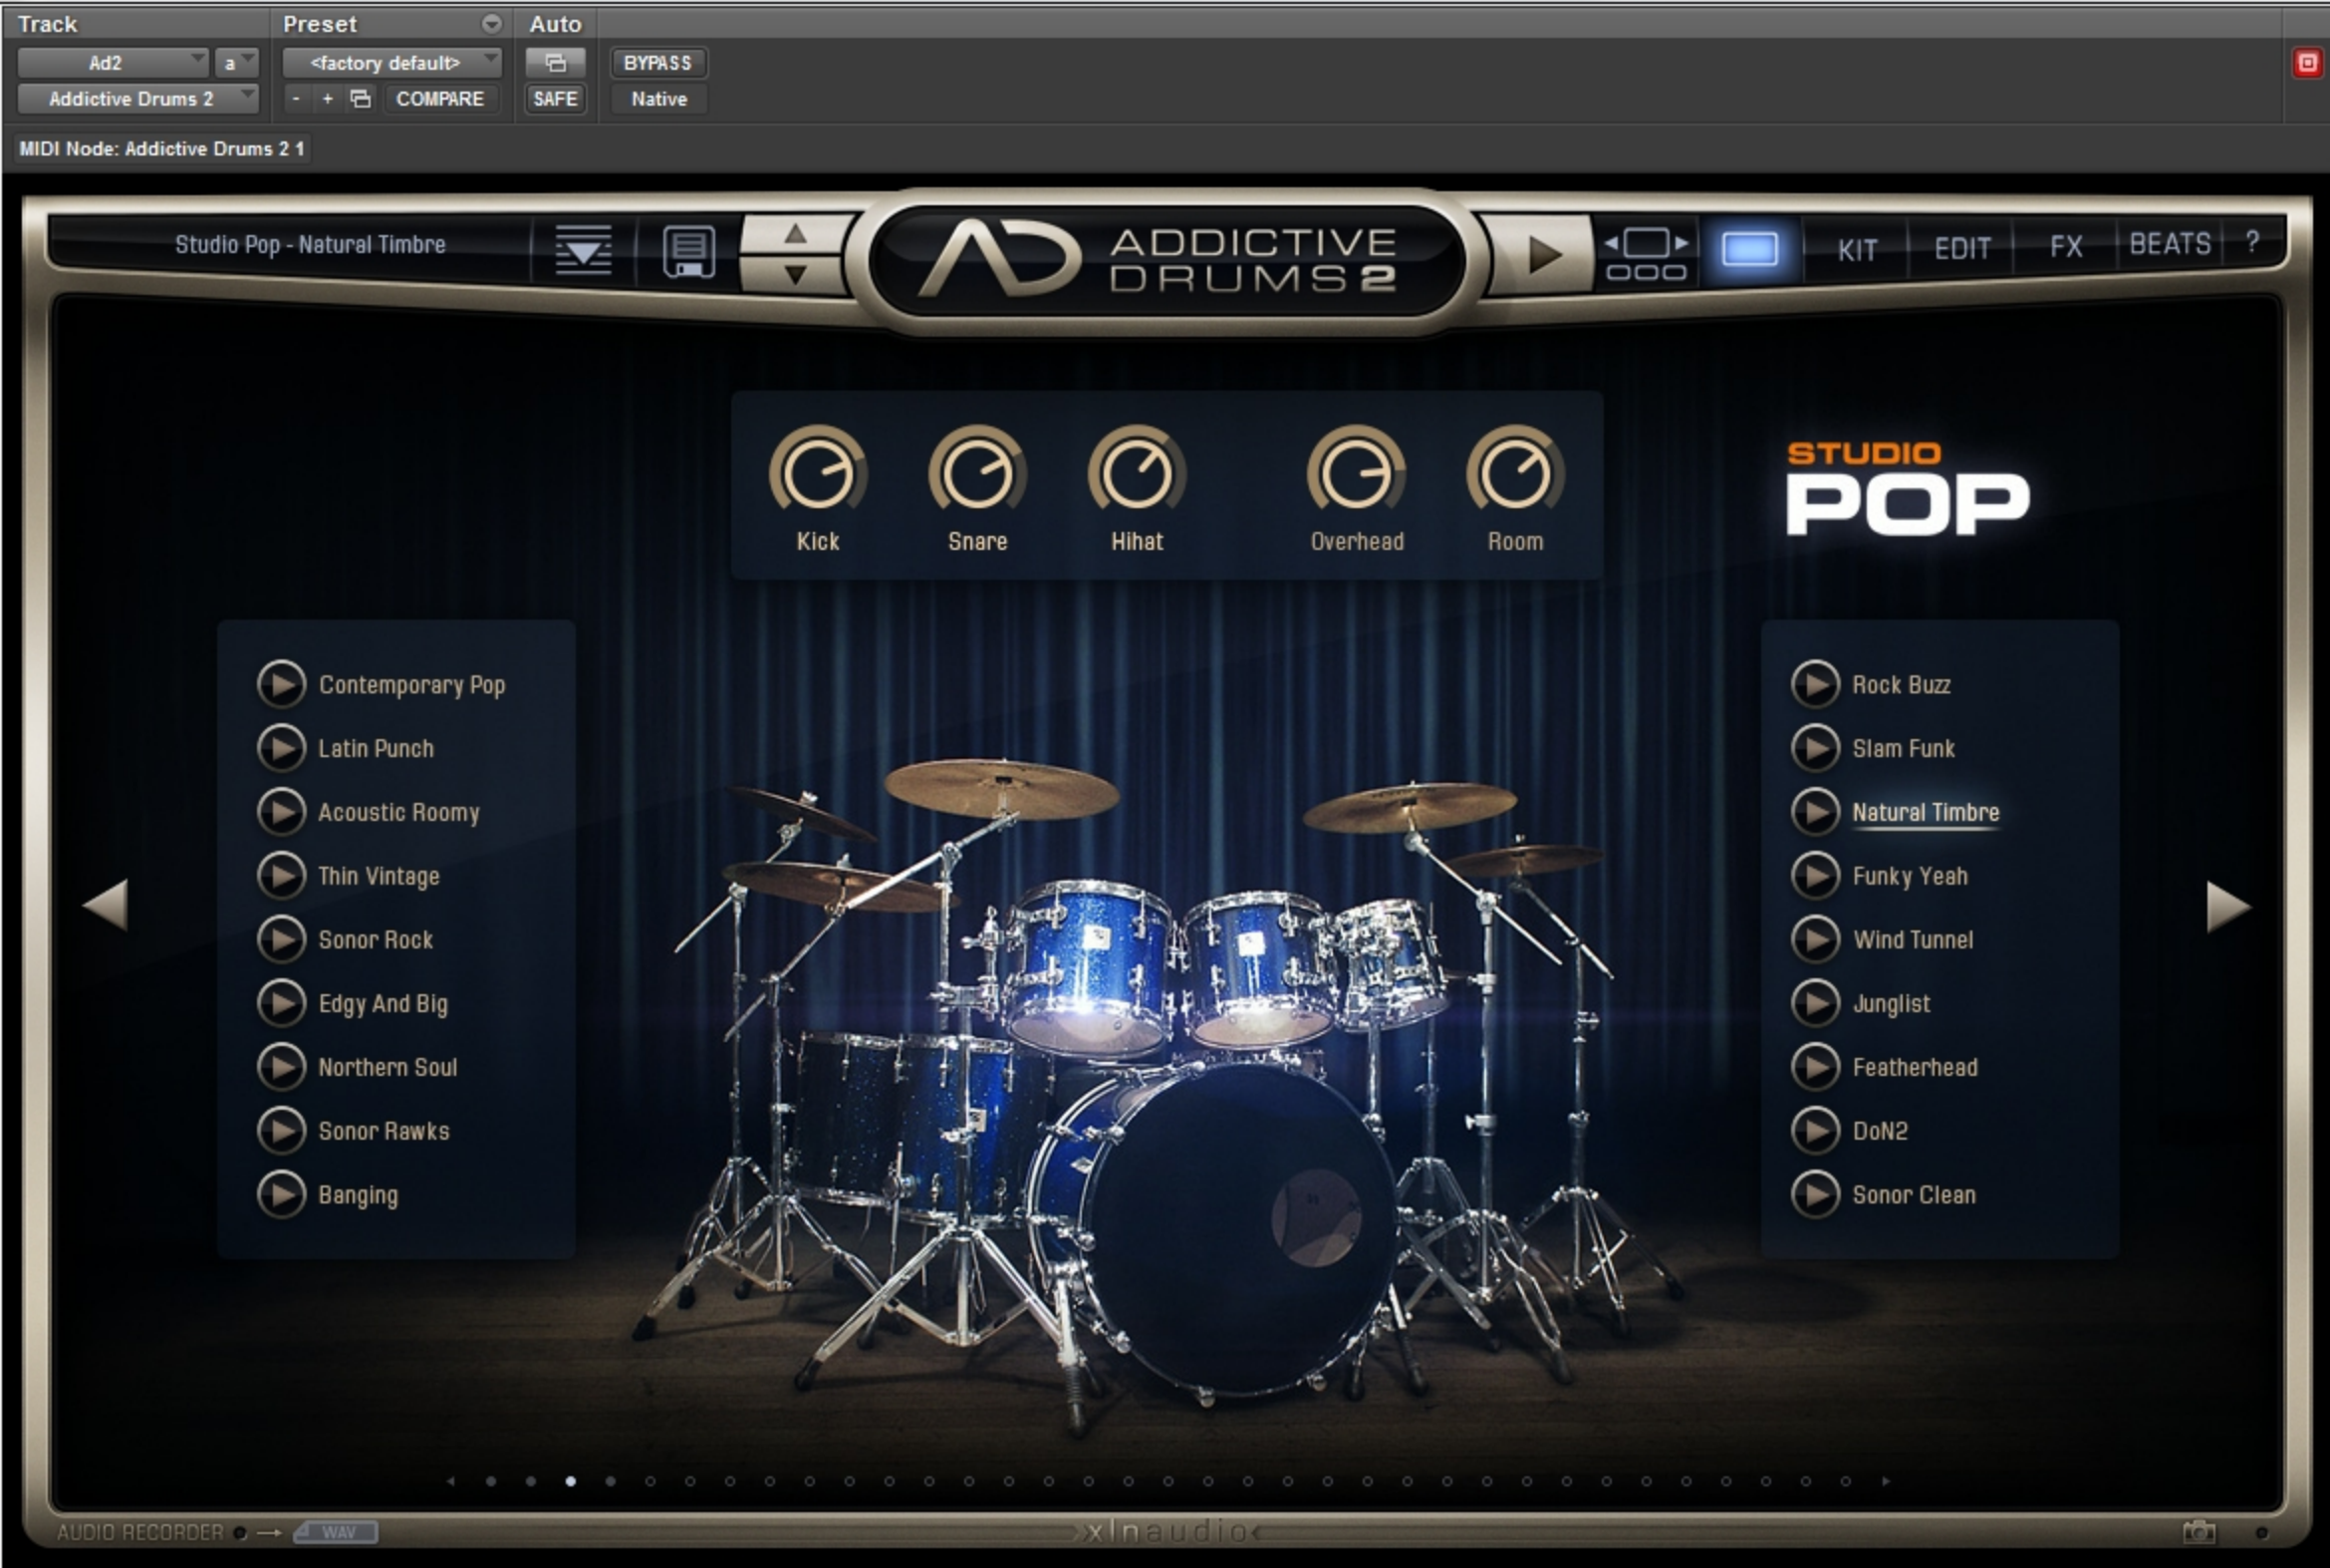 Track
Preset
Auto
Ad2
a
<factory default>
BYPASS
Addictive Drums 2
- +
COMPARE
SAFE
Native
MIDI Node: Addictive Drums 2 1
Studio Pop - Natural Timbre
ADDICTIVE
DRUMS 2
KIT
EDIT
FX
BEATS
?
Kick
Snare
Hihat
Overhead
Room
STUDIO
POP
Contemporary Pop
Latin Punch
Acoustic Roomy
Thin Vintage
Sonor Rock
Edgy And Big
Northern Soul
Sonor Rawks
Banging
Rock Buzz
Slam Funk
Natural Timbre
Funky Yeah
Wind Tunnel
Junglist
Featherhead
DoN2
Sonor Clean
AUDIO RECORDER
WAV
xlnaudio